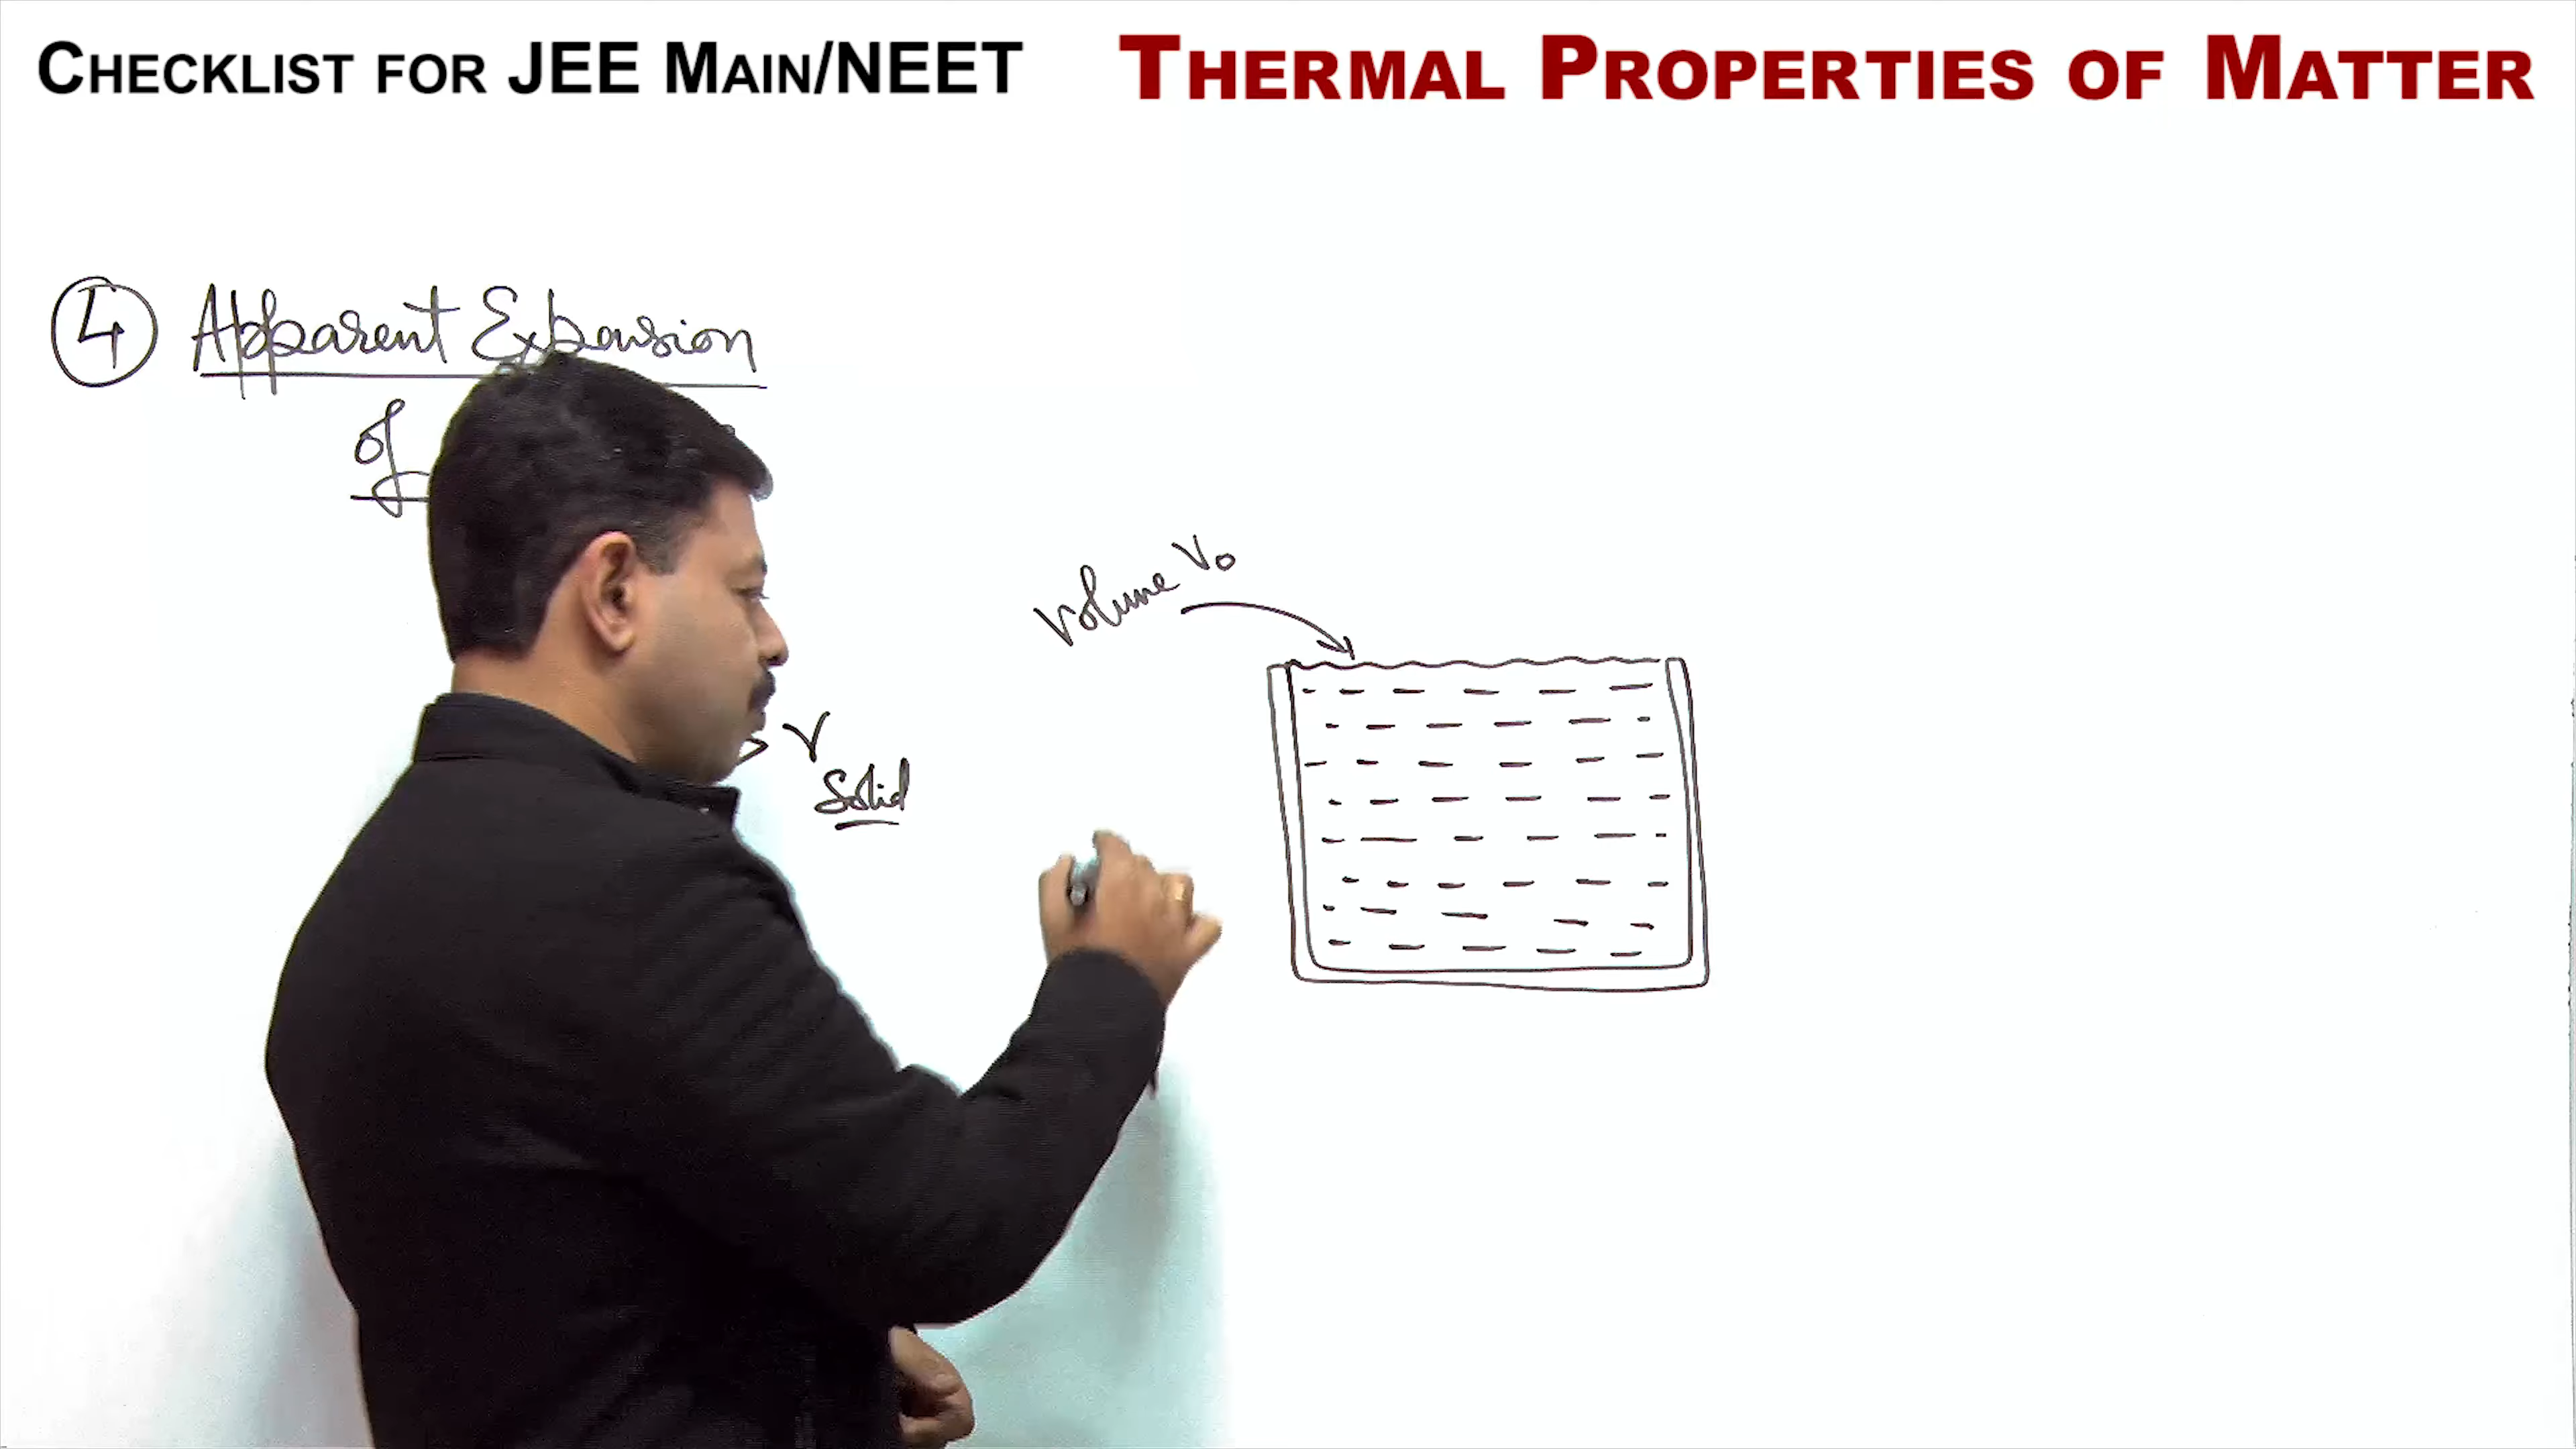 CHECKLIST FOR JEE MAIN/NEET THERMAL PROPERTIES OF MATTER
4 Apparent Expansion
of
Volume V0
> γ
Solid